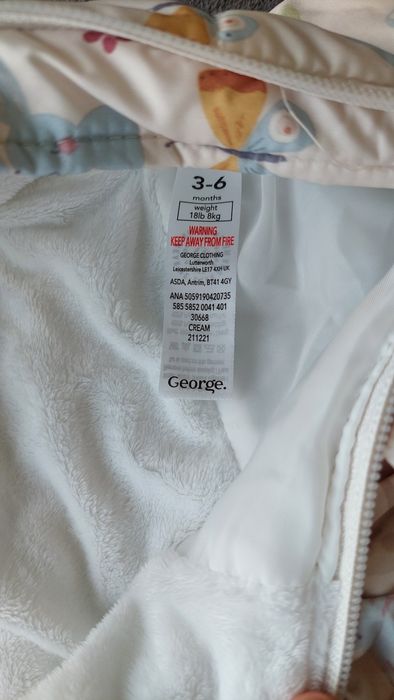 3-6
months
weight
18lb 8kg
WARNING
KEEP AWAY FROM FIRE
GEORGE CLOTHING
Lutterworth
Leicestershire LE17 4XH UK
ASDA, Antrim, BT41 4GY
ANA 5059190420735
585 5852 0041 401
30668
CREAM
211221
George.